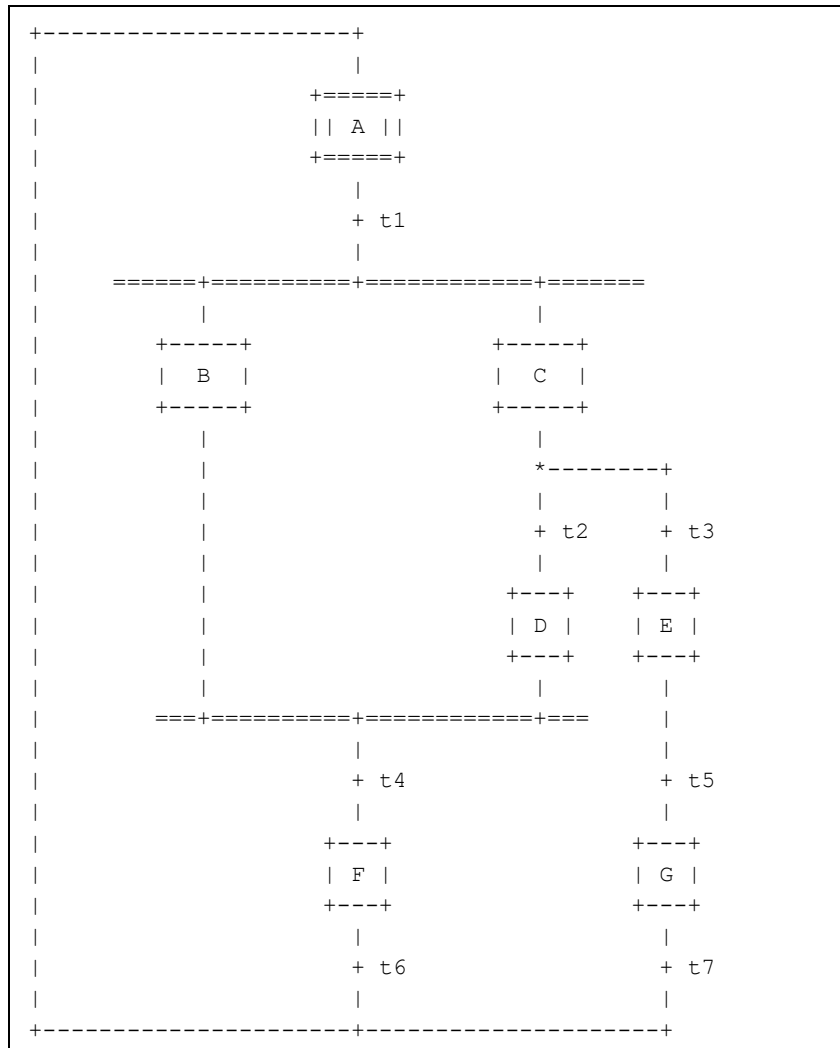 +-----------------------+
|                       |
|                    +=====+
|                    || A ||
|                    +=====+
|                       |
|                       + t1
|                       |
|     ======+==========+============+=======
|            |                       |
|         +-----+                 +-----+
|         |  B  |                 |  C  |
|         +-----+                 +-----+
|            |                       |
|            |                       *--------+
|            |                       |        |
|            |                       + t2     + t3
|            |                       |        |
|            |                     +---+    +---+
|            |                     | D |    | E |
|            |                     +---+    +---+
|            |                       |        |
|        ===+==========+============+===      |
|                       |                     |
|                       + t4                  + t5
|                       |                     |
|                     +---+                 +---+
|                     | F |                 | G |
|                     +---+                 +---+
|                       |                     |
|                       + t6                  + t7
|                       |                     |
+-----------------------+---------------------+